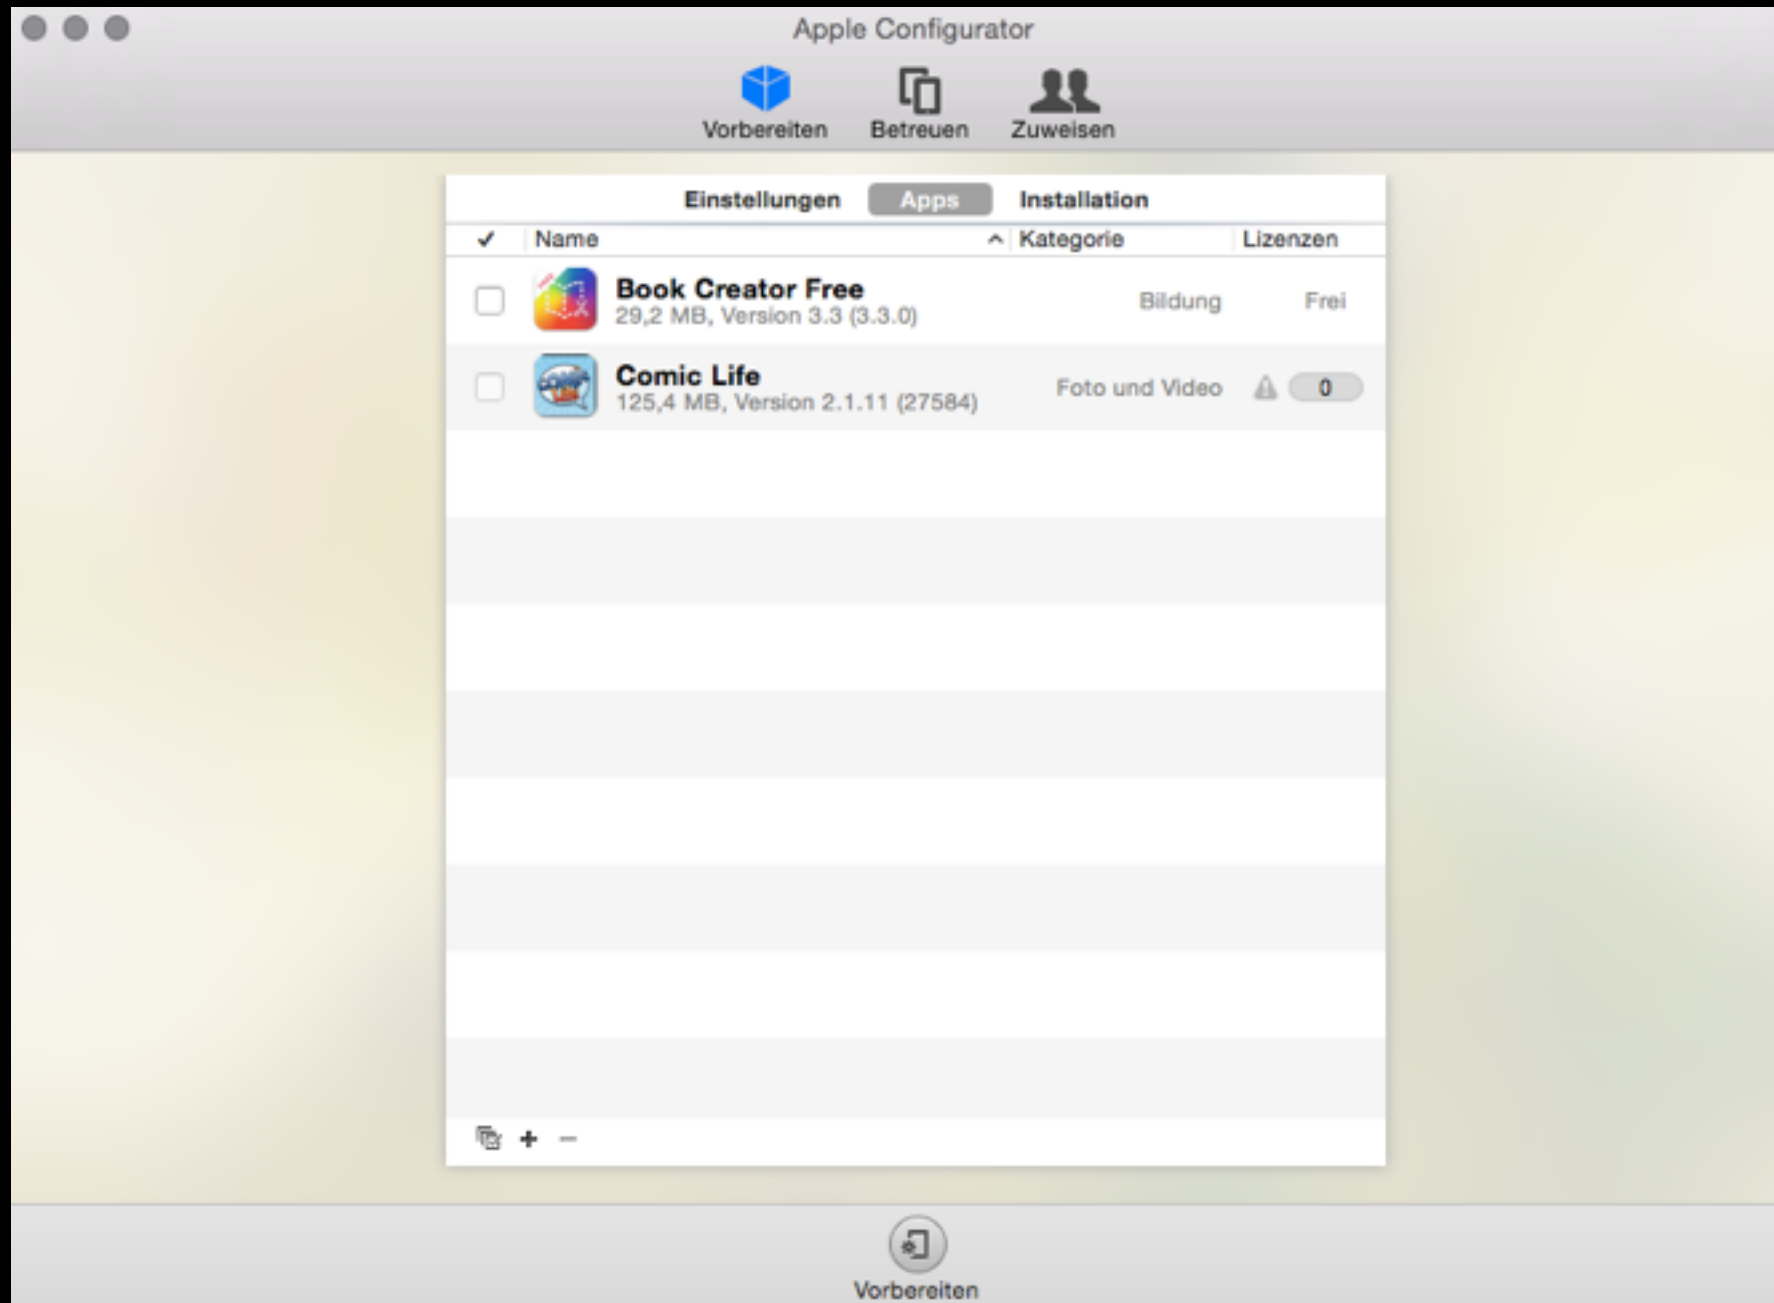 Apple Configurator
Vorbereiten Betreuen Zuweisen
Einstellungen Apps Installation
Name Kategorie Lizenzen
Book Creator Free
29,2 MB, Version 3.3 (3.3.0) Bildung Frei
Comic Life
125,4 MB, Version 2.1.11 (27584) Foto und Video 0
Vorbereiten